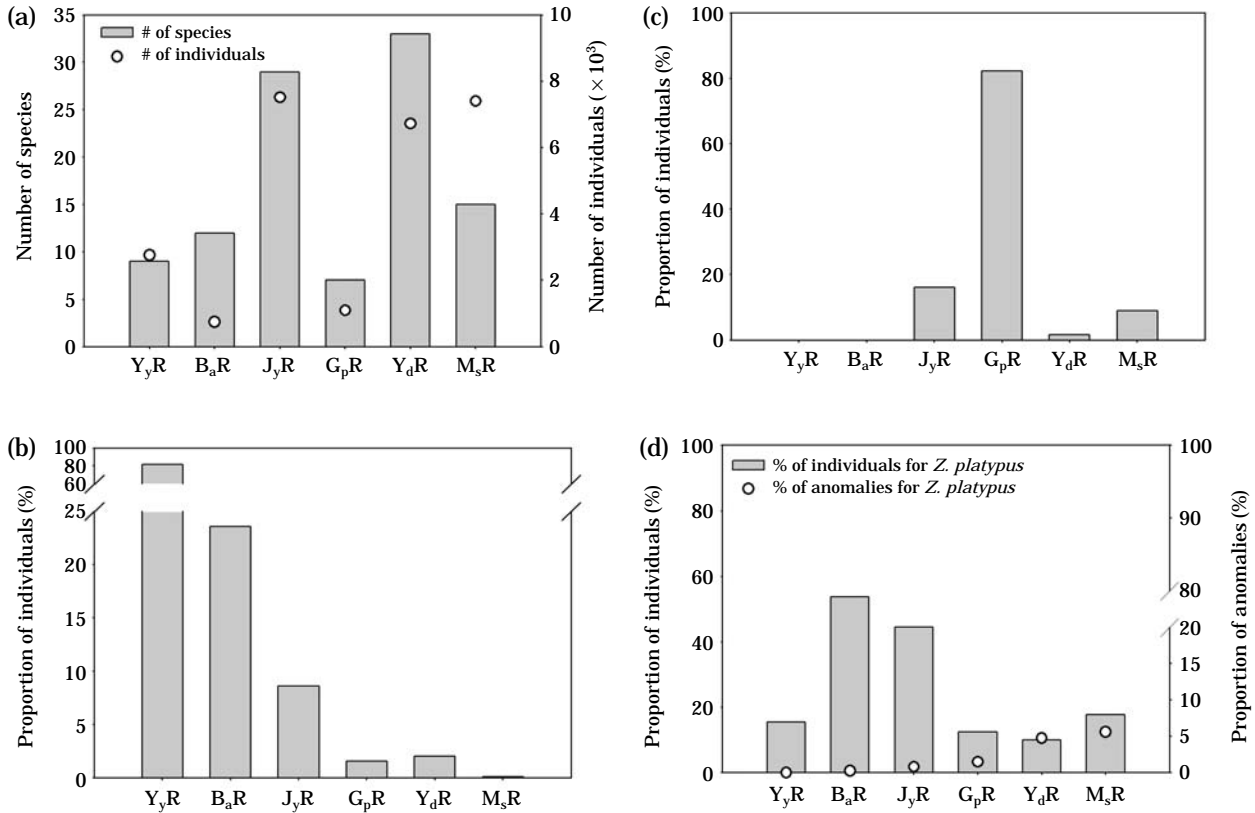 (a)
35
30
25
20
15
10
5
0
Number of species
# of species
# of individuals
10
8
6
4
2
0
Number of individuals (×10³)
YyR BaR JyR GpR YdR MsR
(c)
100
80
60
40
20
0
Proportion of individuals (%)
YyR BaR JyR GpR YdR MsR
(b)
100
80
60
25
20
15
10
5
0
Proportion of individuals (%)
YyR BaR JyR GpR YdR MsR
(d)
100
80
60
40
20
0
Proportion of individuals (%)
% of individuals for Z. platypus
% of anomalies for Z. platypus
100
90
80
20
15
10
5
0
Proportion of anomalies (%)
YyR BaR JyR GpR YdR MsR